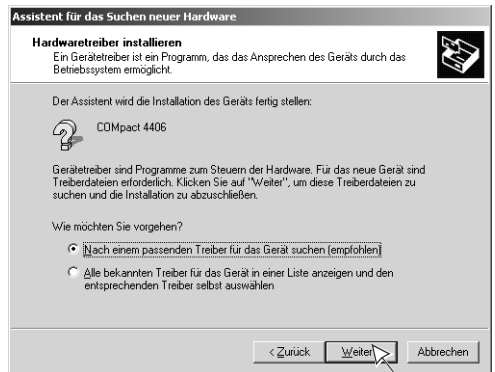 Assistent für das Suchen neuer Hardware
Hardwaretreiber installieren
Ein Gerätetreiber ist ein Programm, das das Ansprechen des Geräts durch das
Betriebssystem ermöglicht.
Der Assistent wird die Installation des Geräts fertig stellen:
COMpact 4406
Gerätetreiber sind Programme zum Steuern der Hardware. Für das neue Gerät sind
Treiberdateien erforderlich. Klicken Sie auf "Weiter", um diese Treiberdateien zu
suchen und die Installation zu abzuschließen.
Wie möchten Sie vorgehen?
Nach einem passenden Treiber für das Gerät suchen (empfohlen)
Alle bekannten Treiber für das Gerät in einer Liste anzeigen und den
entsprechenden Treiber selbst auswählen
< Zurück Weiter Abbrechen